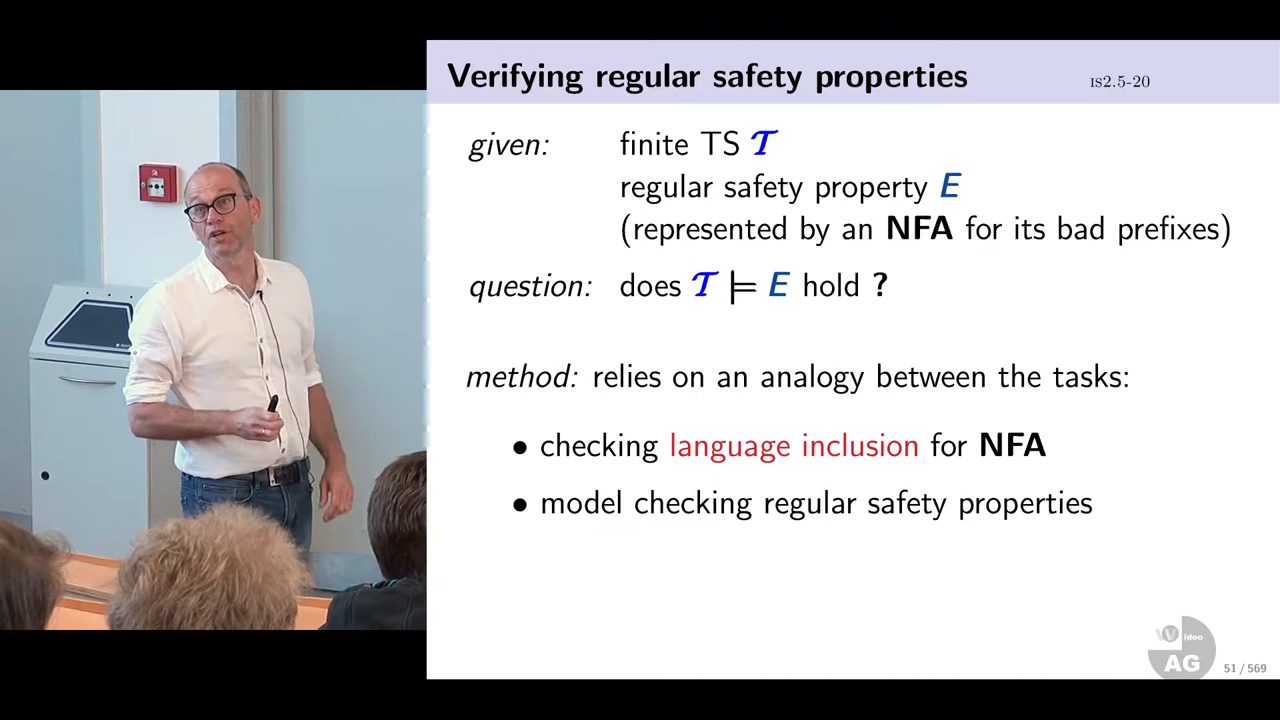 Verifying regular safety properties IS2.5-20
given: finite TS 𝒯
regular safety property E
(represented by an NFA for its bad prefixes)
question: does 𝒯 ⊨ E hold ?
method: relies on an analogy between the tasks:
• checking language inclusion for NFA
• model checking regular safety properties
Video
AG
51 / 569